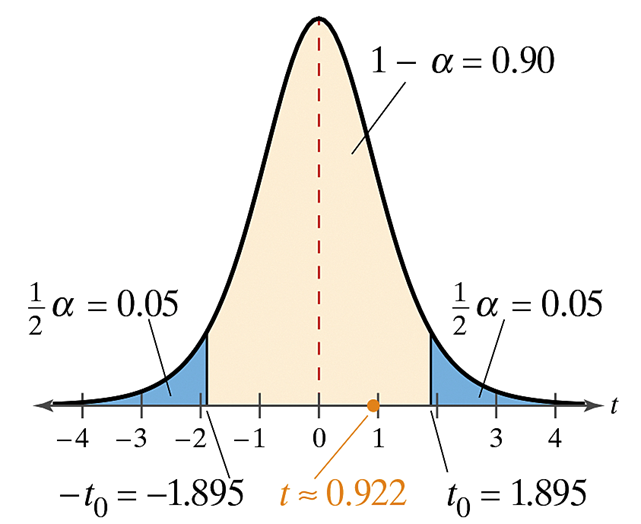 1 − α = 0.90
½α = 0.05
½α = 0.05
−4 −3 −2 −1 0 1 3 4 t
−t₀ = −1.895
t ≈ 0.922
t₀ = 1.895